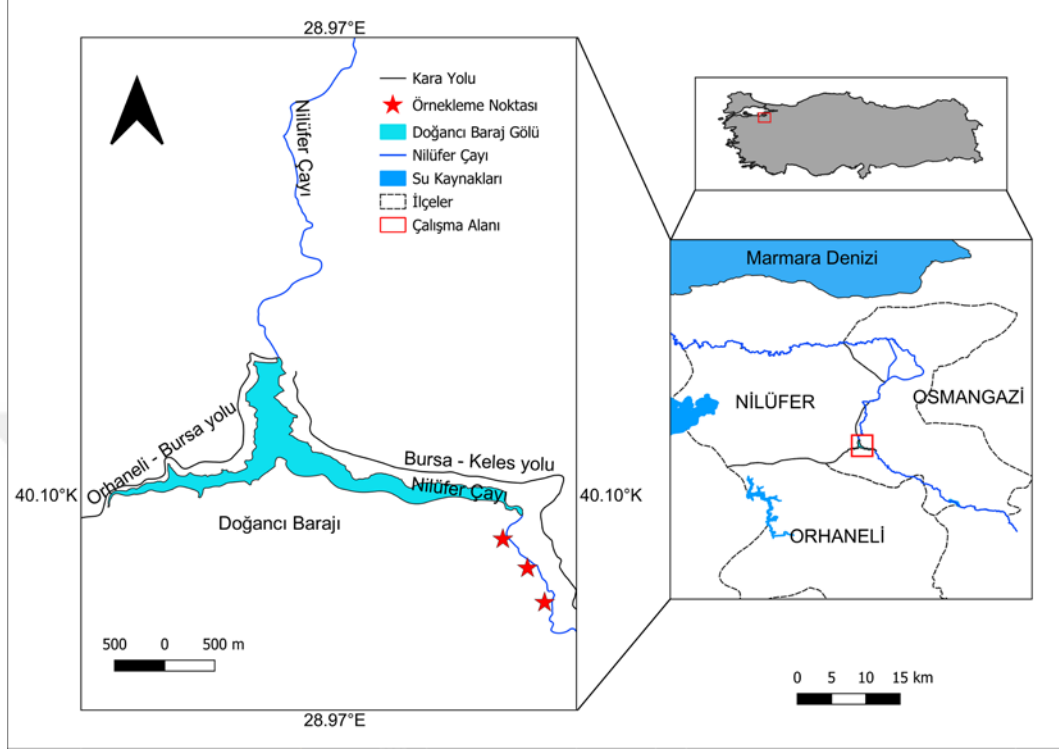 28.97°E
Kara Yolu
Örnekleme Noktası
Doğancı Baraj Gölü
Nilüfer Çayı
Su Kaynakları
İlçeler
Çalışma Alanı
Nilüfer Çayı
Orhaneli - Bursa yolu
Bursa - Keles yolu
Nilüfer Çayı
40.10°K
40.10°K
Doğancı Barajı
500 0 500 m
28.97°E
Marmara Denizi
NİLÜFER
OSMANGAZİ
ORHANELİ
0 5 10 15 km